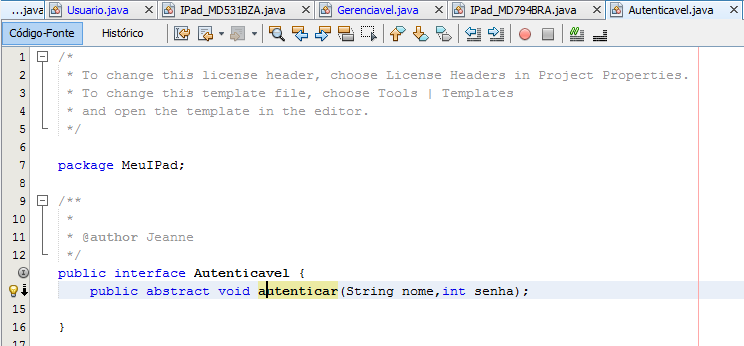 ...java Usuario.java IPad_MD531BZA.java Gerenciavel.java IPad_MD794BRA.java Autenticavel.java
Código-Fonte Histórico
1 /*
2 * To change this license header, choose License Headers in Project Properties.
3 * To change this template file, choose Tools | Templates
4 * and open the template in the editor.
5 */
6
7 package MeuIPad;
8
9 /**
10 *
11 * @author Jeanne
12 */
public interface Autenticavel {
public abstract void autenticar(String nome,int senha);
15
16 }
17